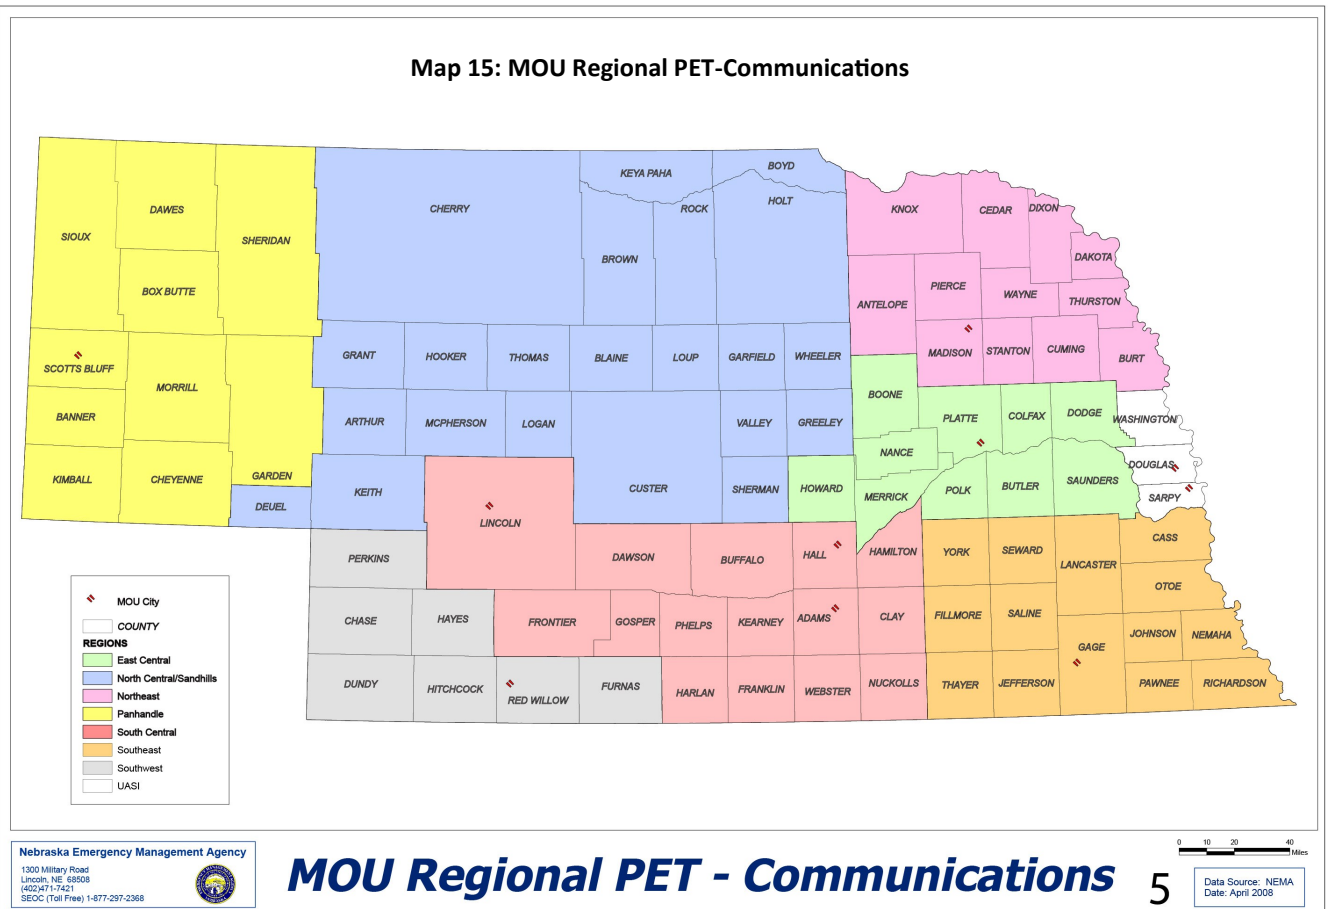 Map 15: MOU Regional PET-Communications
KEYA PAHA
BOYD
CHERRY
ROCK
HOLT
KNOX
CEDAR
DIXON
DAWES
SIOUX
SHERIDAN
BROWN
DAKOTA
BOX BUTTE
ANTELOPE
PIERCE
WAYNE
THURSTON
SCOTTS BLUFF
MORRILL
GRANT
HOOKER
THOMAS
BLAINE
LOUP
GARFIELD
WHEELER
MADISON
STANTON
CUMING
BURT
BANNER
ARTHUR
MCPHERSON
LOGAN
VALLEY
GREELEY
BOONE
PLATTE
COLFAX
DODGE
WASHINGTON
NANCE
KIMBALL
CHEYENNE
GARDEN
DEUEL
KEITH
LINCOLN
CUSTER
SHERMAN
HOWARD
MERRICK
POLK
BUTLER
SAUNDERS
DOUGLAS
SARPY
PERKINS
DAWSON
BUFFALO
HALL
HAMILTON
YORK
SEWARD
LANCASTER
CASS
OTOE
CHASE
HAYES
FRONTIER
GOSPER
PHELPS
KEARNEY
ADAMS
CLAY
FILLMORE
SALINE
GAGE
JOHNSON
NEMAHA
DUNDY
HITCHCOCK
RED WILLOW
FURNAS
HARLAN
FRANKLIN
WEBSTER
NUCKOLLS
THAYER
JEFFERSON
PAWNEE
RICHARDSON
MOU City
COUNTY
REGIONS
East Central
North Central/Sandhills
Northeast
Panhandle
South Central
Southeast
Southwest
UASI
Nebraska Emergency Management Agency
1300 Military Road
Lincoln, NE 68508
(402)471-7421
SEOC (Toll Free) 1-877-297-2368
MOU Regional PET - Communications
5
0 10 20 40
Miles
Data Source: NEMA
Date: April 2008